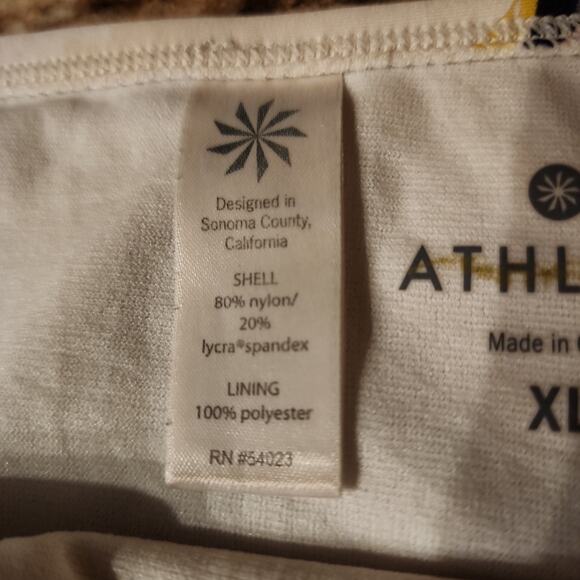 Designed in
Sonoma County,
California
SHELL
80% nylon/
20%
lycra®spandex
LINING
100% polyester
RN #54023
ATHL
Made in
XL